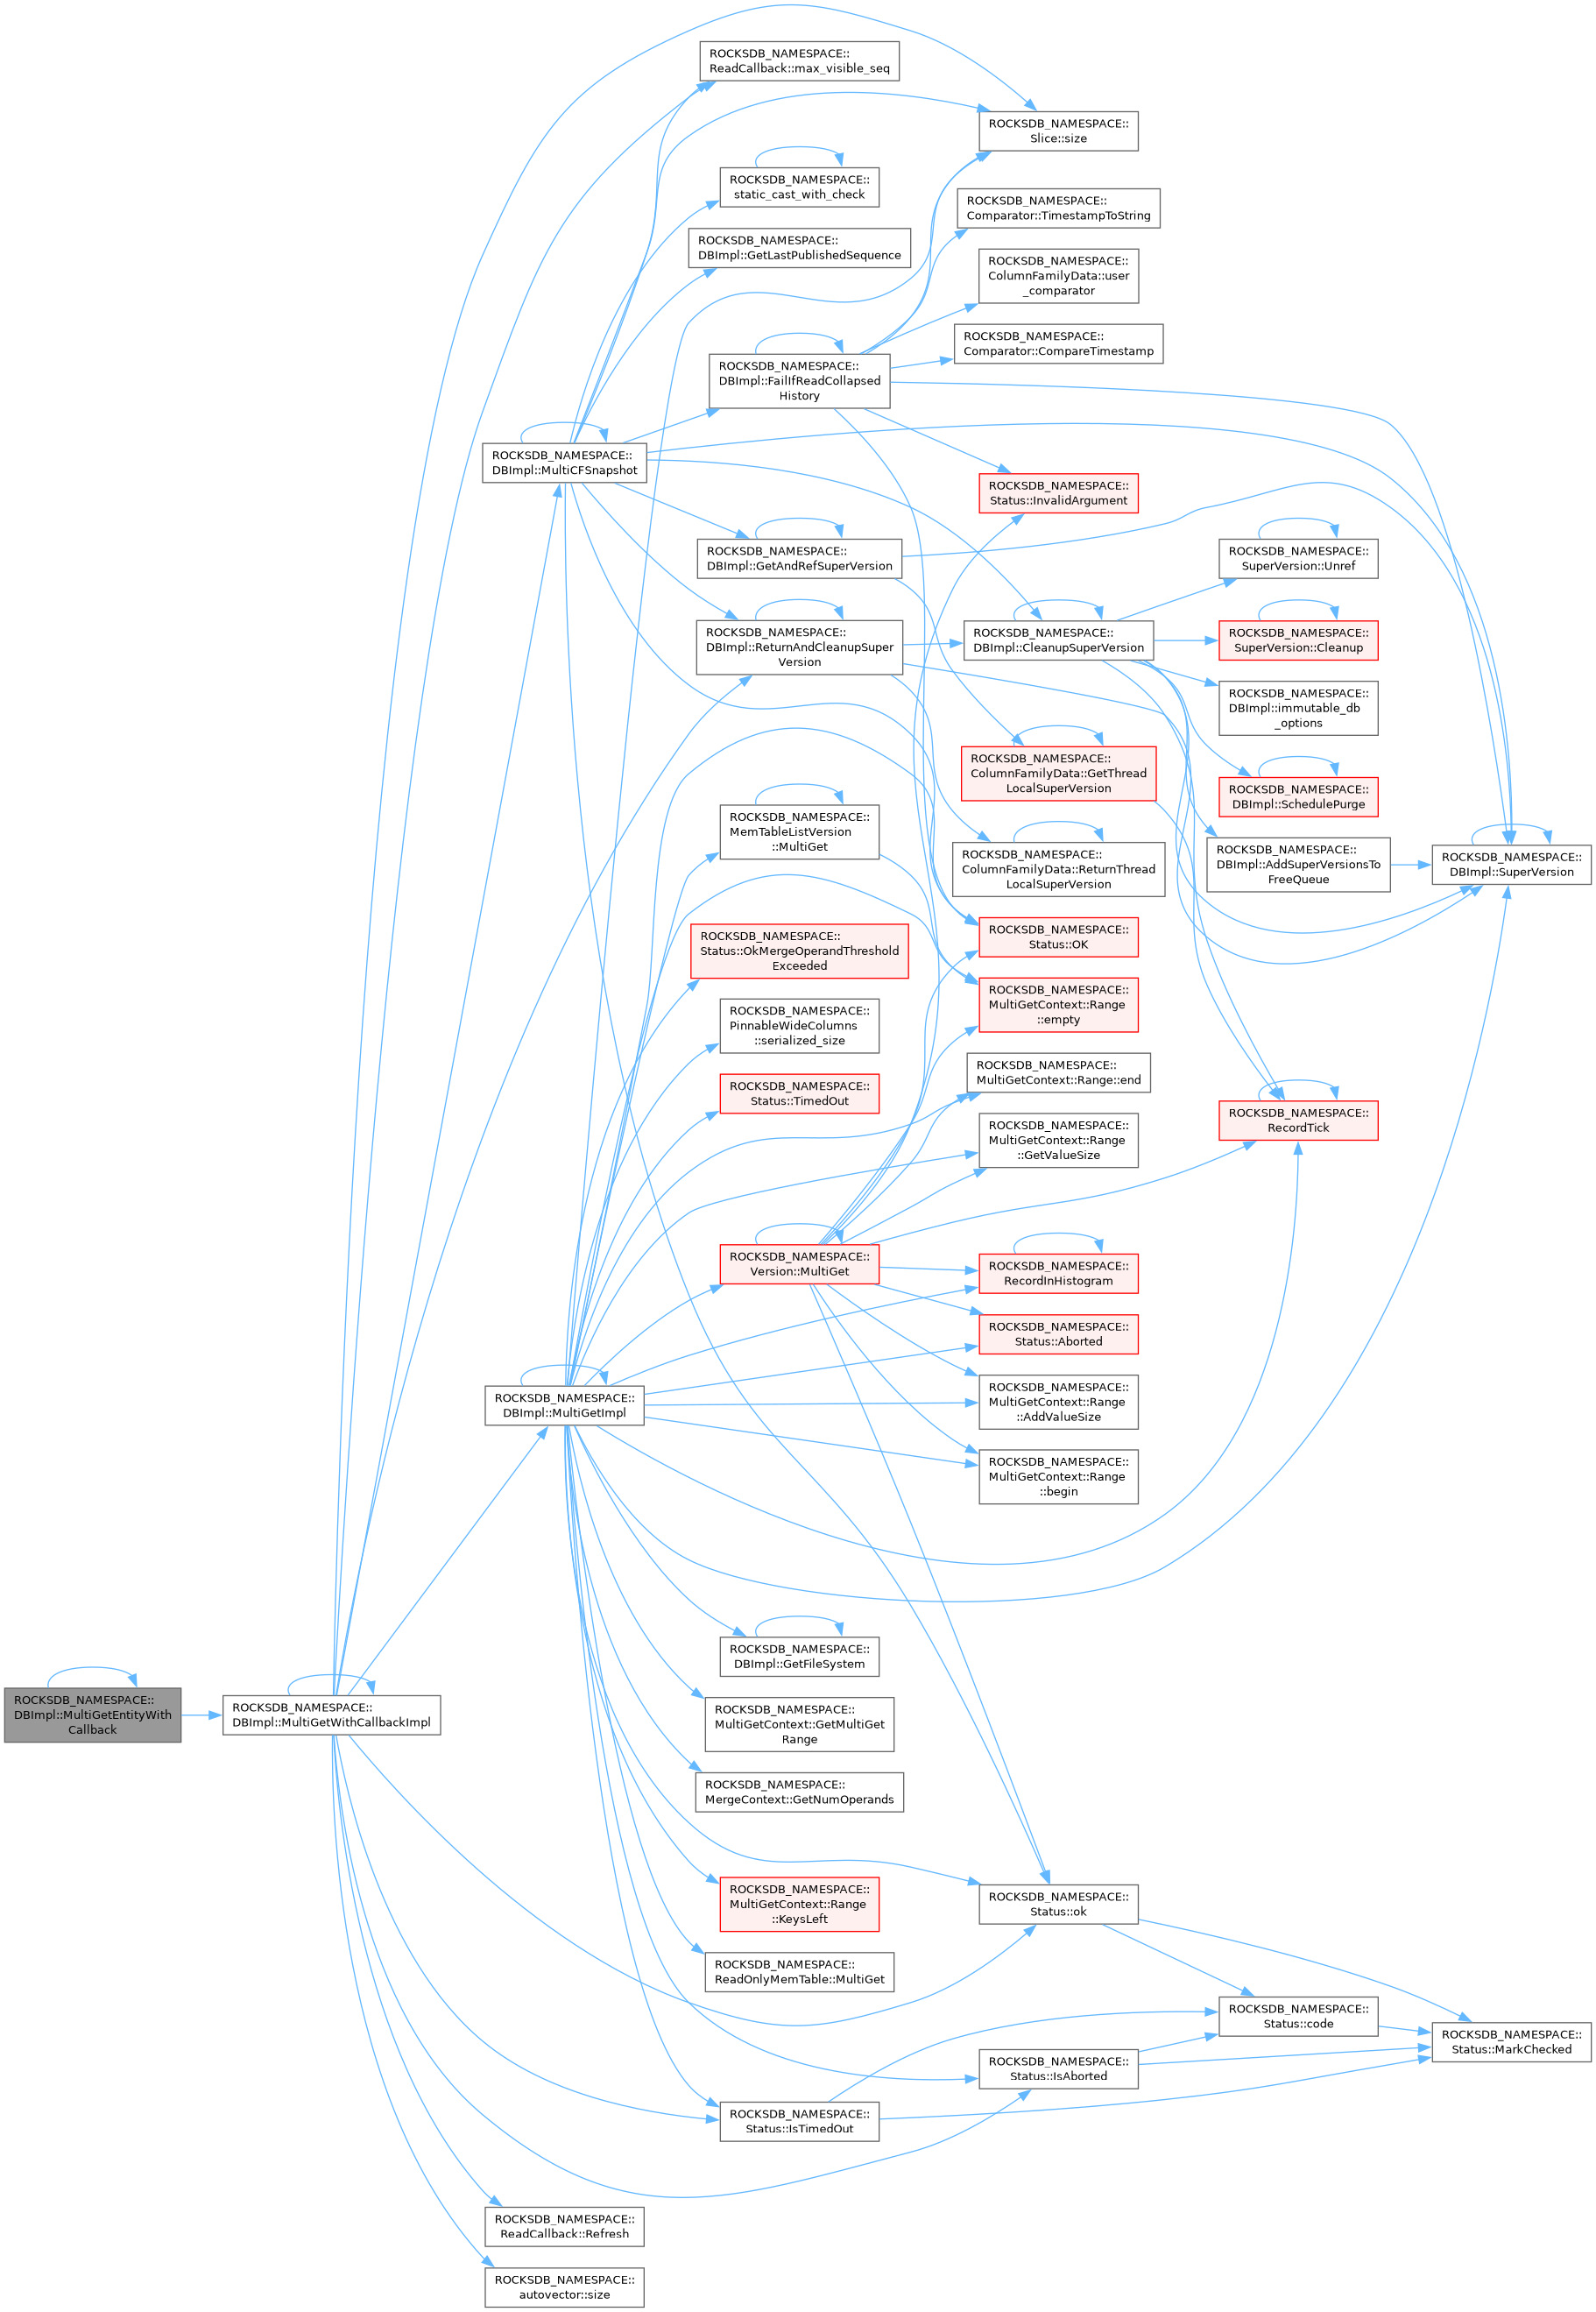 ROCKSDB_NAMESPACE::
DBImpl::MultiGetEntityWith
Callback
ROCKSDB_NAMESPACE::
DBImpl::MultiGetWithCallbackImpl
ROCKSDB_NAMESPACE::
DBImpl::MultiCFSnapshot
ROCKSDB_NAMESPACE::
DBImpl::MultiGetImpl
ROCKSDB_NAMESPACE::
ReadCallback::Refresh
ROCKSDB_NAMESPACE::
autovector::size
ROCKSDB_NAMESPACE::
ReadCallback::max_visible_seq
ROCKSDB_NAMESPACE::
static_cast_with_check
ROCKSDB_NAMESPACE::
DBImpl::GetLastPublishedSequence
ROCKSDB_NAMESPACE::
DBImpl::FailIfReadCollapsed
History
ROCKSDB_NAMESPACE::
DBImpl::GetAndRefSuperVersion
ROCKSDB_NAMESPACE::
DBImpl::ReturnAndCleanupSuper
Version
ROCKSDB_NAMESPACE::
MemTableListVersion
::MultiGet
ROCKSDB_NAMESPACE::
Status::OkMergeOperandThreshold
Exceeded
ROCKSDB_NAMESPACE::
PinnableWideColumns
::serialized_size
ROCKSDB_NAMESPACE::
Status::TimedOut
ROCKSDB_NAMESPACE::
Version::MultiGet
ROCKSDB_NAMESPACE::
DBImpl::GetFileSystem
ROCKSDB_NAMESPACE::
MultiGetContext::GetMultiGet
Range
ROCKSDB_NAMESPACE::
MergeContext::GetNumOperands
ROCKSDB_NAMESPACE::
MultiGetContext::Range
::KeysLeft
ROCKSDB_NAMESPACE::
ReadOnlyMemTable::MultiGet
ROCKSDB_NAMESPACE::
Status::IsTimedOut
ROCKSDB_NAMESPACE::
Slice::size
ROCKSDB_NAMESPACE::
Comparator::TimestampToString
ROCKSDB_NAMESPACE::
ColumnFamilyData::user
_comparator
ROCKSDB_NAMESPACE::
Comparator::CompareTimestamp
ROCKSDB_NAMESPACE::
Status::InvalidArgument
ROCKSDB_NAMESPACE::
DBImpl::CleanupSuperVersion
ROCKSDB_NAMESPACE::
ColumnFamilyData::GetThread
LocalSuperVersion
ROCKSDB_NAMESPACE::
ColumnFamilyData::ReturnThread
LocalSuperVersion
ROCKSDB_NAMESPACE::
Status::OK
ROCKSDB_NAMESPACE::
MultiGetContext::Range
::empty
ROCKSDB_NAMESPACE::
MultiGetContext::Range::end
ROCKSDB_NAMESPACE::
MultiGetContext::Range
::GetValueSize
ROCKSDB_NAMESPACE::
RecordInHistogram
ROCKSDB_NAMESPACE::
Status::Aborted
ROCKSDB_NAMESPACE::
MultiGetContext::Range
::AddValueSize
ROCKSDB_NAMESPACE::
MultiGetContext::Range
::begin
ROCKSDB_NAMESPACE::
Status::ok
ROCKSDB_NAMESPACE::
Status::IsAborted
ROCKSDB_NAMESPACE::
SuperVersion::Unref
ROCKSDB_NAMESPACE::
SuperVersion::Cleanup
ROCKSDB_NAMESPACE::
DBImpl::immutable_db
_options
ROCKSDB_NAMESPACE::
DBImpl::SchedulePurge
ROCKSDB_NAMESPACE::
DBImpl::AddSuperVersionsTo
FreeQueue
ROCKSDB_NAMESPACE::
RecordTick
ROCKSDB_NAMESPACE::
Status::code
ROCKSDB_NAMESPACE::
DBImpl::SuperVersion
ROCKSDB_NAMESPACE::
Status::MarkChecked